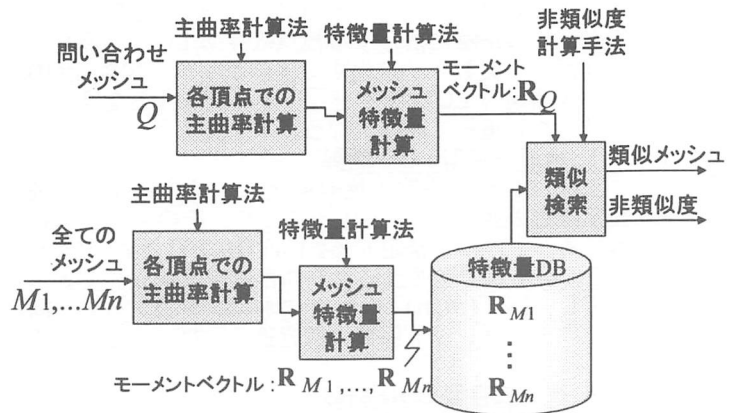 主曲率計算法
特徴量計算法
非類似度
計算手法
問い合わせ
メッシュ
Q
各頂点での
主曲率計算
メッシュ
特徴量
計算
モーメント
ベクトル:R_Q
類似
検索
類似メッシュ
非類似度
主曲率計算法
特徴量計算法
全ての
メッシュ
M1,...Mn
各頂点での
主曲率計算
メッシュ
特徴量
計算
特徴量DB
R_M1
⋮
R_Mn
モーメントベクトル:R_M1,...,R_Mn